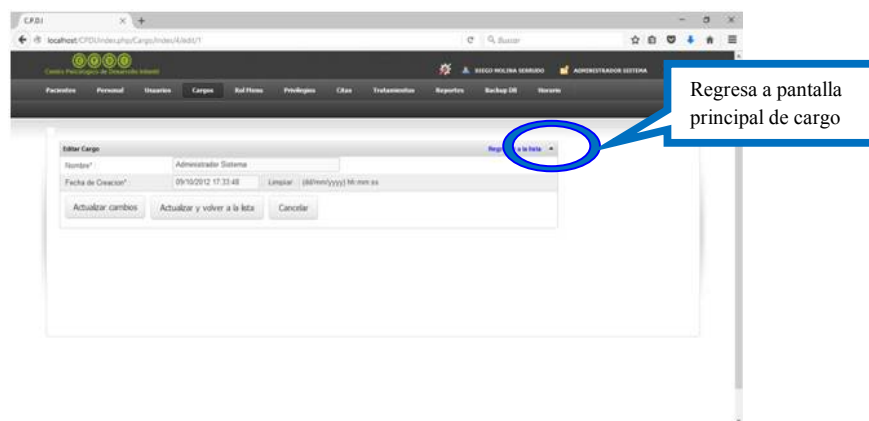 C.P.D.I
localhost/CPDI/index.php/Cargo/index/4/edit/1
Buscar
Centro Psicologico de Desarrollo Infantil
DIEGO MOLINA SERRUDO
ADMINISTRADOR SISTEMA
Pacientes Personal Usuarios Cargos Rol Menu Privilegios Citas Tratamientos Reportes Backup DB Horario
Regresa a pantalla
principal de cargo
Editar Cargo
a la lista
Nombre* :
Administrador Sistema
Fecha de Creacion* :
09/10/2012 17:33:48 Limpiar (dd/mm/yyyy) hh:mm:ss
Actualizar cambios Actualizar y volver a la lista Cancelar